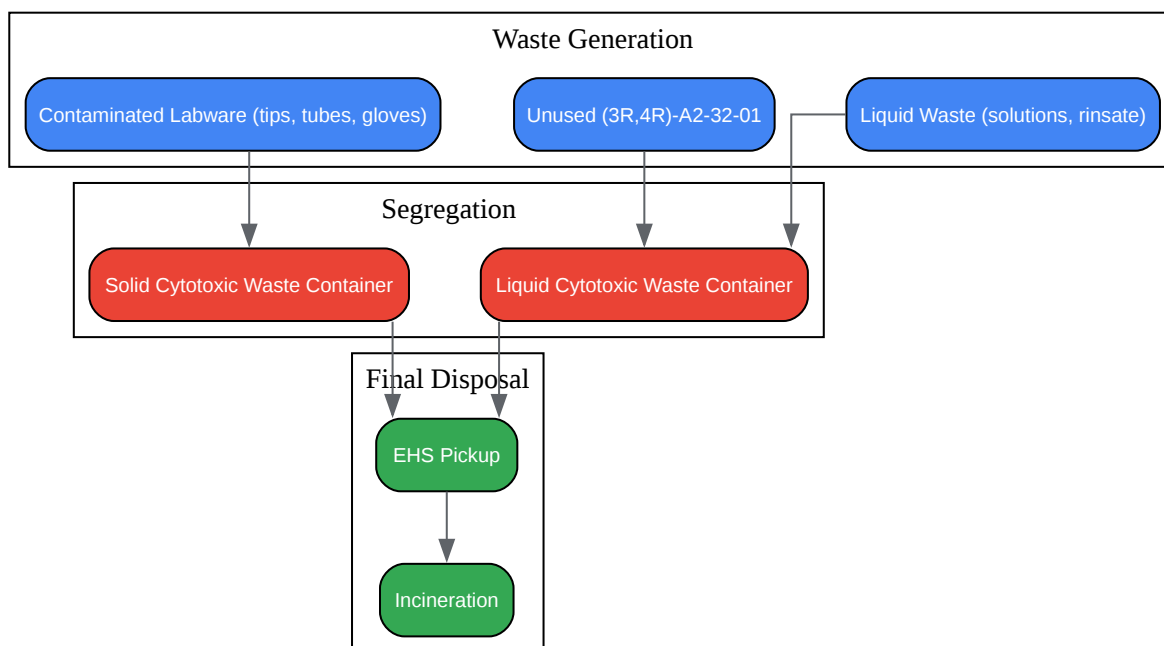 Waste Generation
Contaminated Labware (tips, tubes, gloves)
Unused (3R,4R)-A2-32-01
Liquid Waste (solutions, rinsate)
Segregation
Solid Cytotoxic Waste Container
Liquid Cytotoxic Waste Container
Final Disposal
EHS Pickup
Incineration